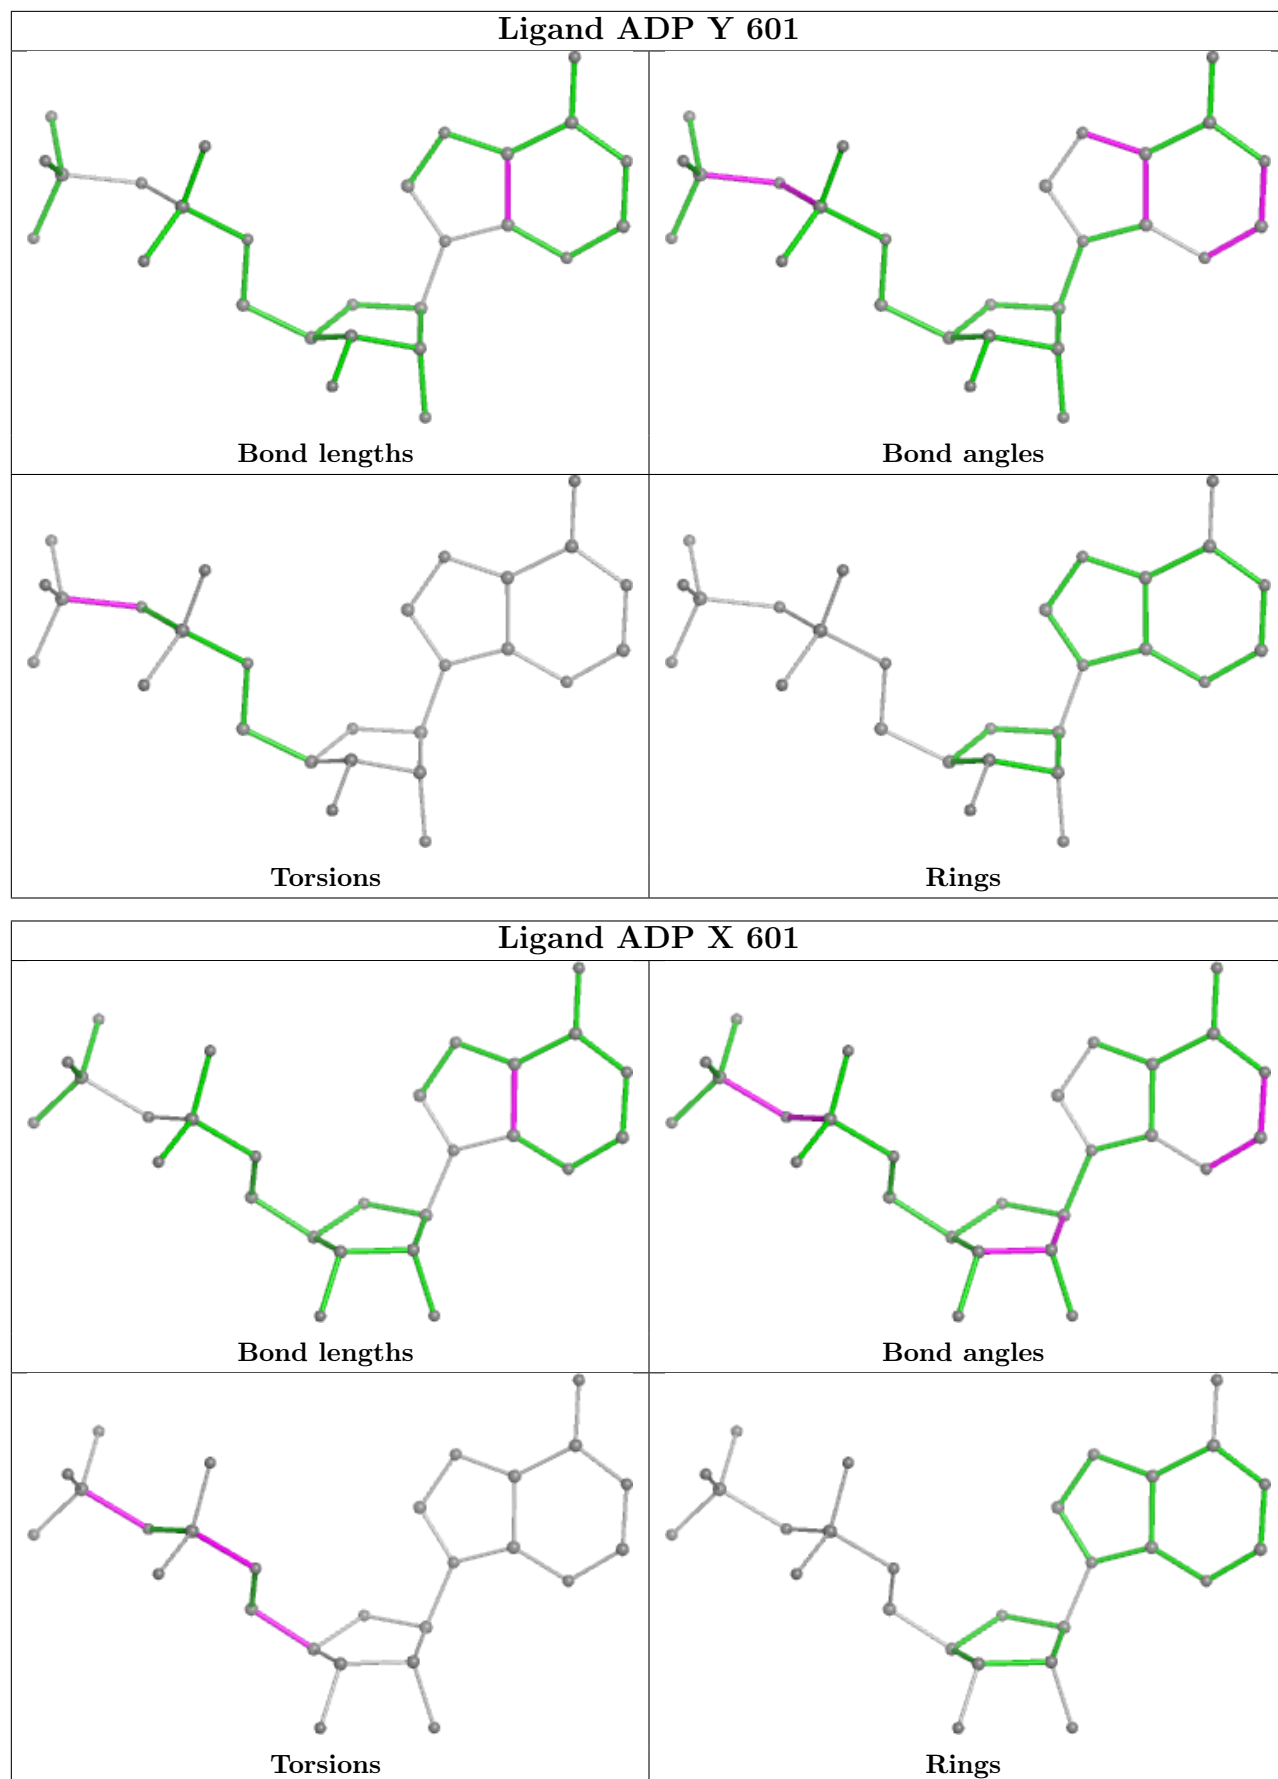 Ligand ADP Y 601
Bond lengths
Bond angles
Torsions
Rings
Ligand ADP X 601
Bond lengths
Bond angles
Torsions
Rings